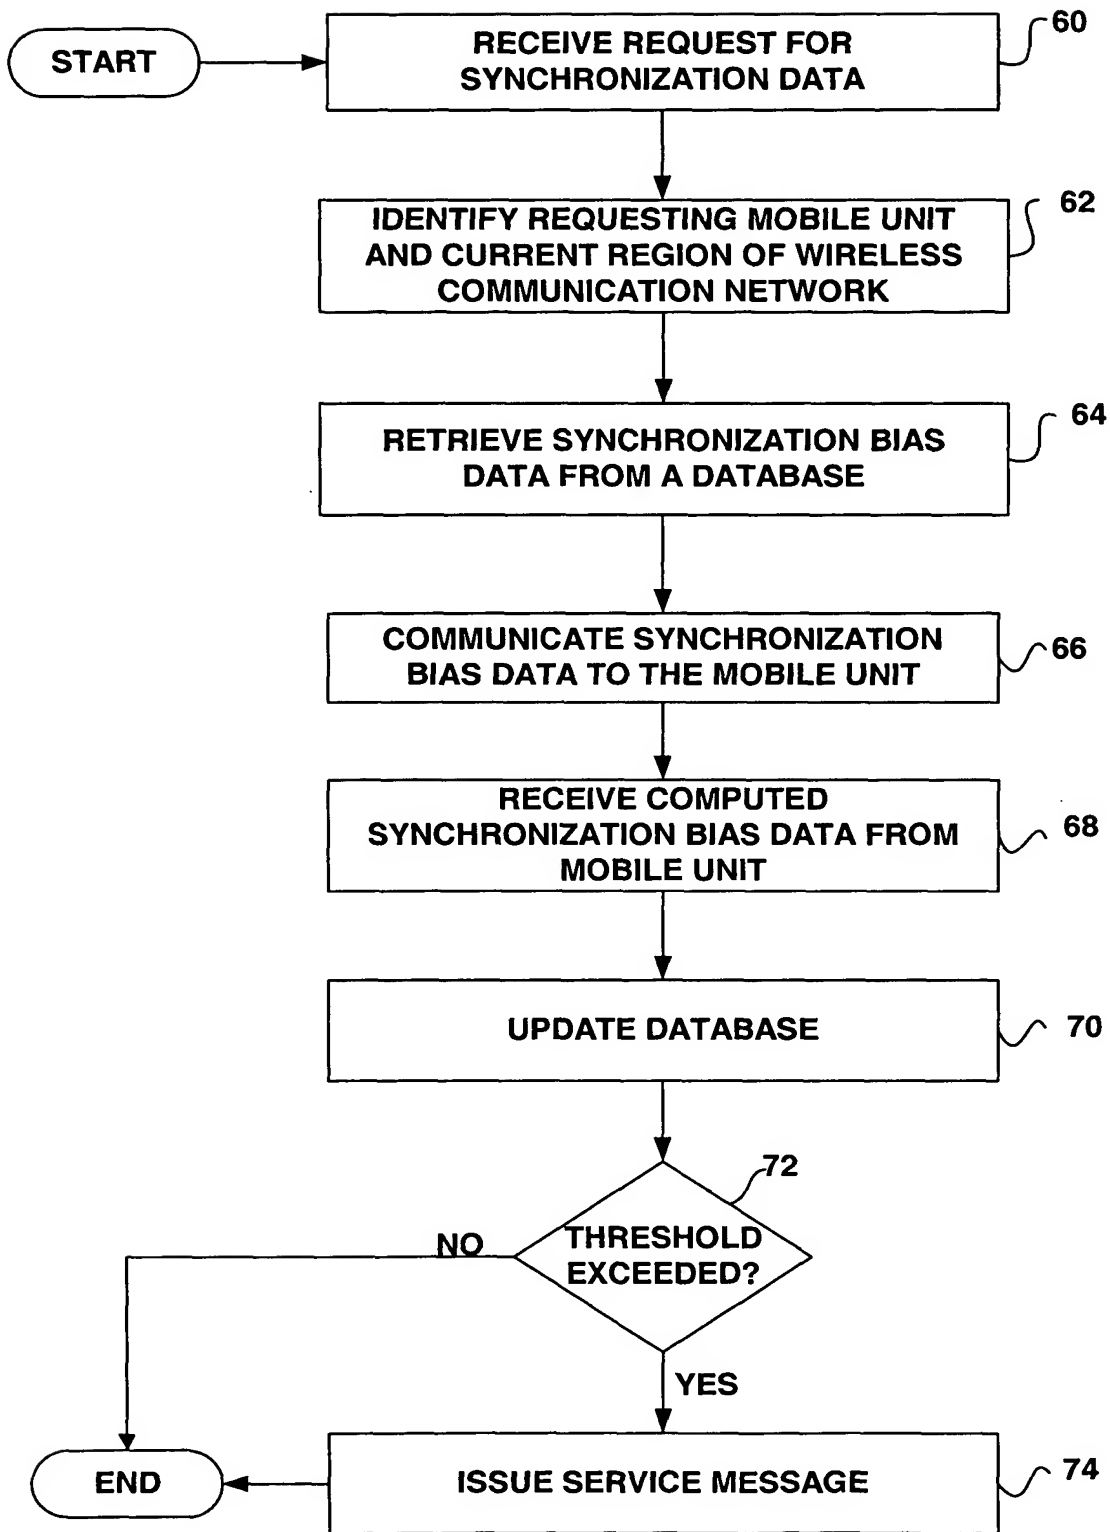 START
RECEIVE REQUEST FOR
SYNCHRONIZATION DATA
60
IDENTIFY REQUESTING MOBILE UNIT
AND CURRENT REGION OF WIRELESS
COMMUNICATION NETWORK
62
RETRIEVE SYNCHRONIZATION BIAS
DATA FROM A DATABASE
64
COMMUNICATE SYNCHRONIZATION
BIAS DATA TO THE MOBILE UNIT
66
RECEIVE COMPUTED
SYNCHRONIZATION BIAS DATA FROM
MOBILE UNIT
68
UPDATE DATABASE
70
72
THRESHOLD
EXCEEDED?
NO
YES
END
ISSUE SERVICE MESSAGE
74